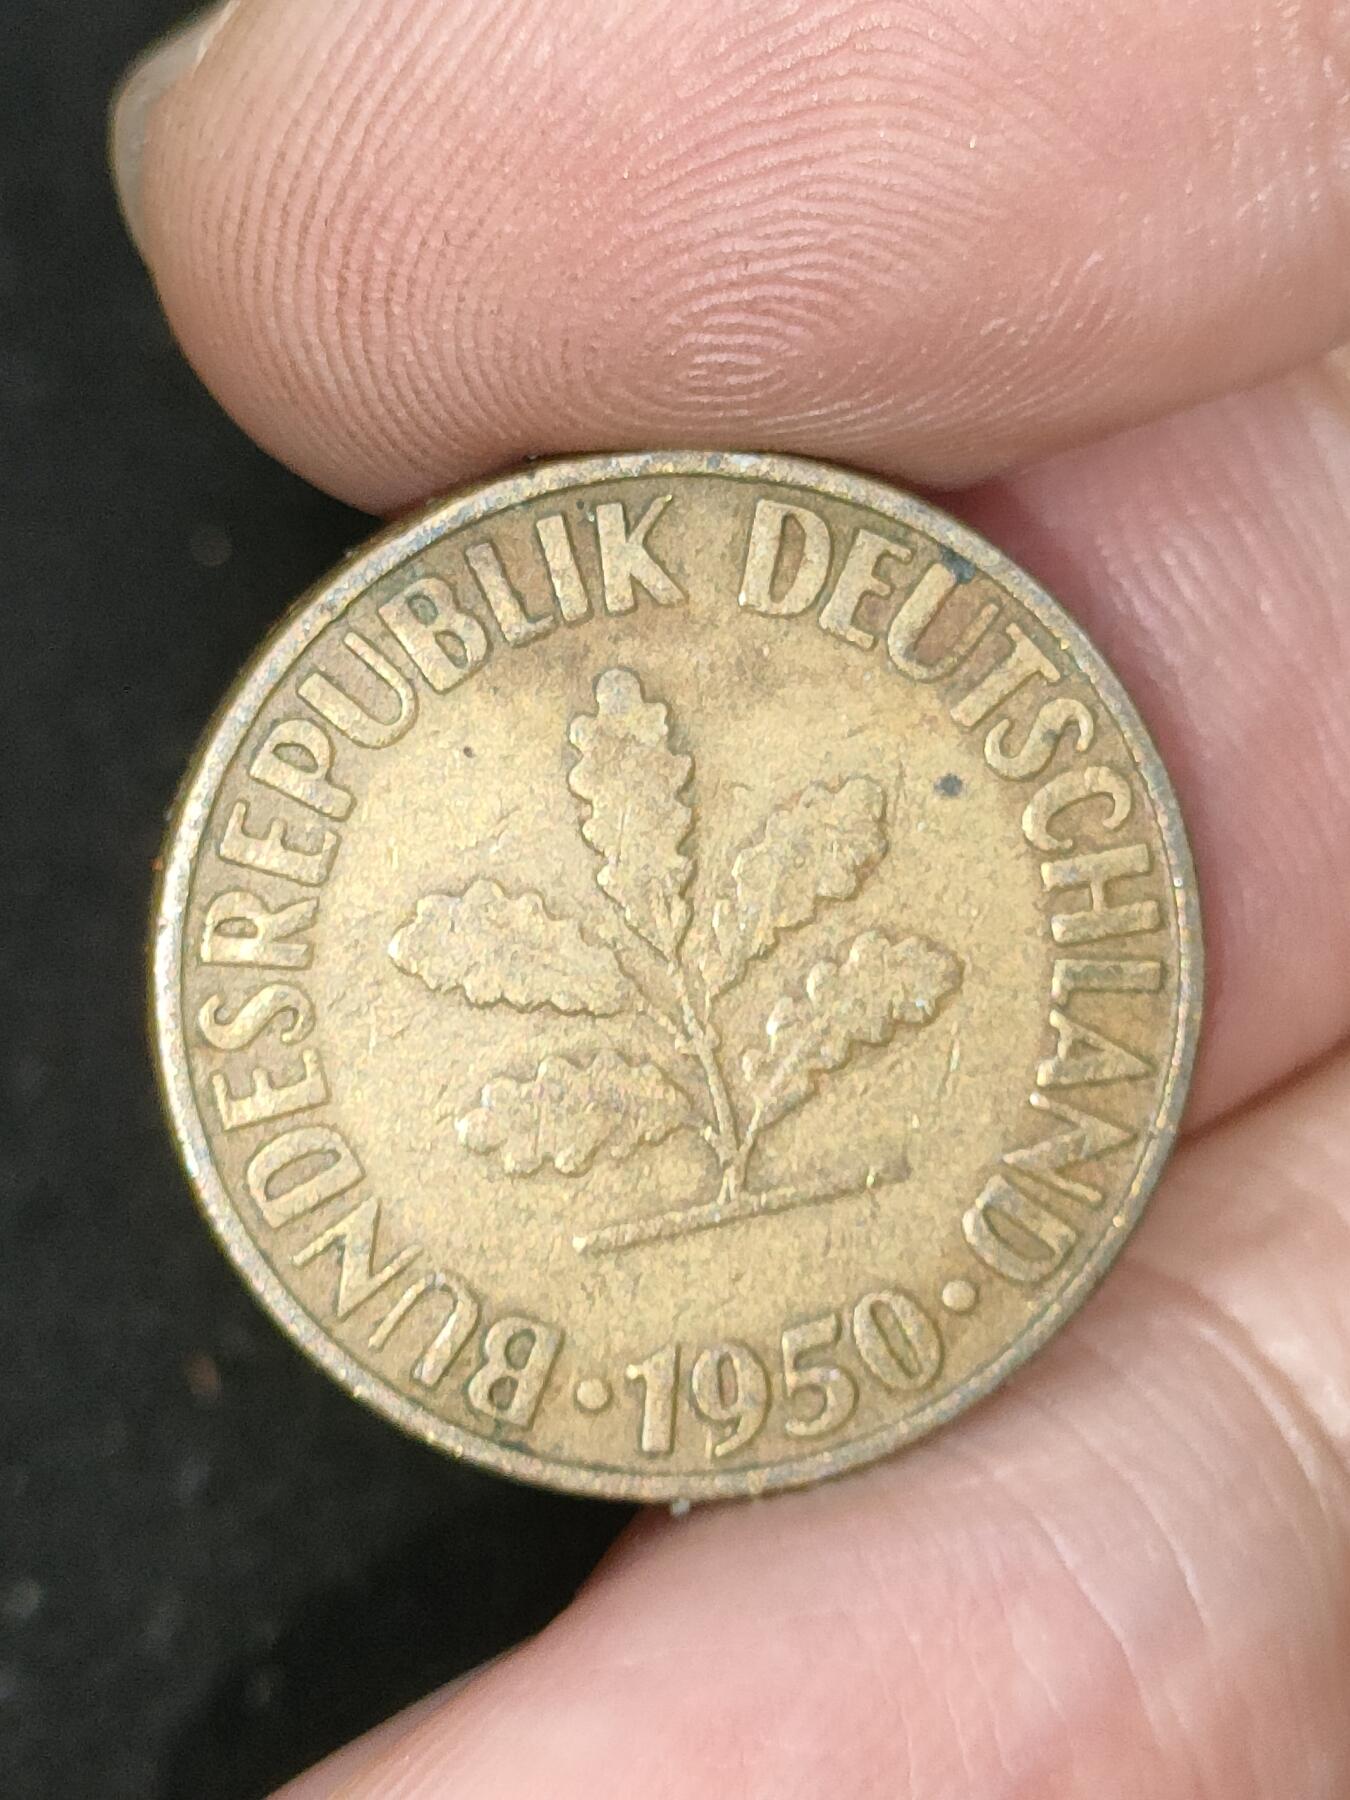 BUNDESREPUBLIK DEUTSCHLAND
· 1950 ·